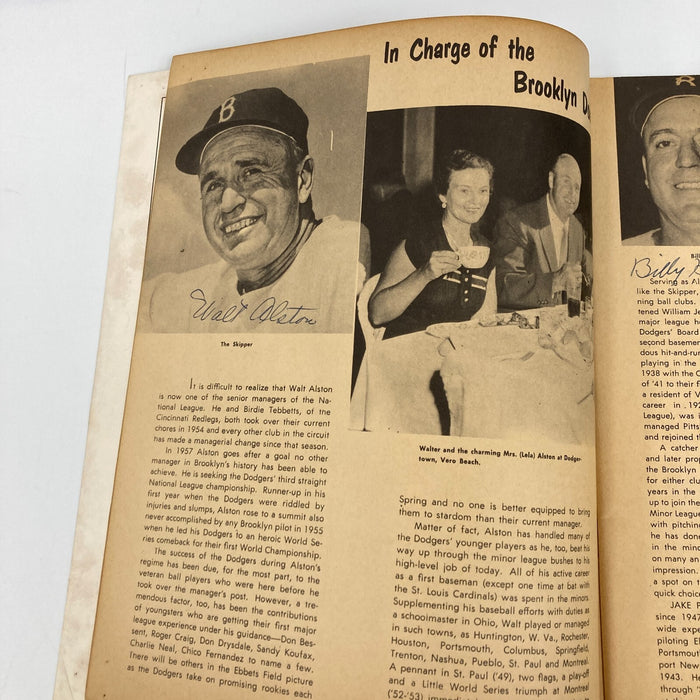 In Charge of the
Brooklyn
B
Walt Alston
The Skipper
It is difficult to realize that Walt Alston
is now one of the senior managers of the Na-
tional League. He and Birdie Tebbetts, of the
Cincinnati Redlegs, both took over their current
chores in 1954 and every other club in the circuit
has made a managerial change since that season.
In 1957 Alston goes after a goal no other
manager in Brooklyn's history has been able to
achieve. He is seeking the Dodgers' third straight
National League championship. Runner-up in his
first year when the Dodgers were riddled by
injuries and slumps, Alston rose to a summit also
never accomplished by any Brooklyn pilot in 1955
when he led his Dodgers to an heroic World Se-
ries comeback for their first World Championship.
The success of the Dodgers during Alston's
regime has been due, for the most part, to the
veteran ball players who were here before he
took over the manager's post. However, a tre-
mendous factor, too, has been the contributions
of youngsters who are getting their first major
league experience under his guidance—Don Bes-
sent, Roger Craig, Don Drysdale, Sandy Koufax,
Charlie Neal, Chico Fernandez to name a few.
There will be others in the Ebbets Field picture
as the Dodgers take on promising rookies each
Walter and the charming Mrs. (Lela) Alston at Dodger-
town, Vero Beach.
Spring and no one is better equipped to bring
them to stardom than their current manager.
Matter of fact, Alston has handled many of
the Dodgers' younger players as he, too, beat his
way up through the minor league bushes to his
high-level job of today. All of his active career
as a first baseman (except one time at bat with
the St. Louis Cardinals) was spent in the minors.
Supplementing his baseball efforts with duties as
a schoolmaster in Ohio, Walt played or managed
in such towns, as Huntington, W. Va., Rochester,
Houston, Portsmouth, Columbus, Springfield,
Trenton, Nashua, Pueblo, St. Paul and Montreal.
A pennant in St. Paul ('49), two flags, a play-off
and a Little World Series triumph at Montreal
('52-'53)
Billy
Serving as
like the Skipper,
ning ball clubs.
tened William
major league
Dodgers' Board
second basemen
dous hit-and-run
playing in the
1938 with the
of '41 to their
a resident of
career in
League), was
managed Pitts
and rejoined
A catcher
and later
the Brooklyn
for either club
years in the
up to join the
Minor League
with pitching
he has done
in the mino
on many an
impression.
a spot on
quick choice
JAKE
since 1947
wide expe
piloting
Portsmouth
port New
1943.
through